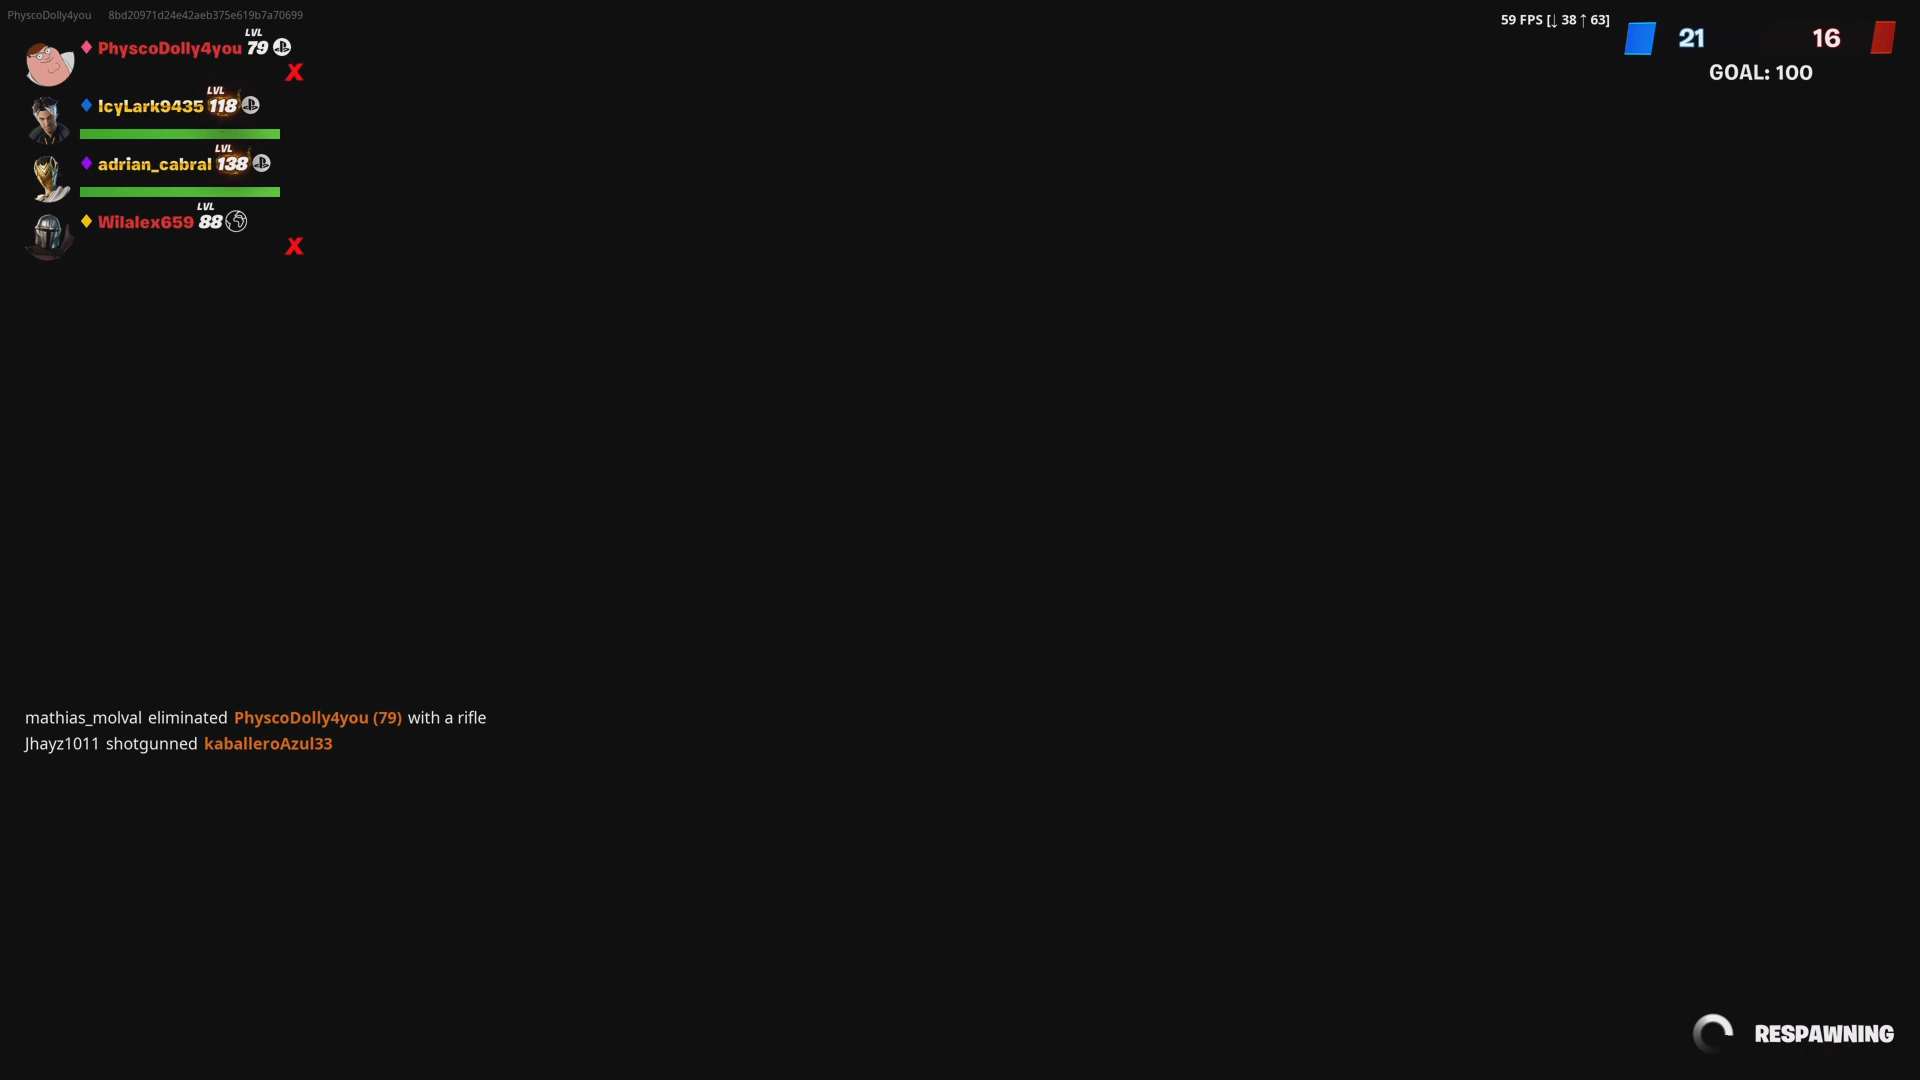 PhyscoDolly4you 8bd20971d24e42aeb375e619b7a70699
59 FPS [↓ 38 ↑ 63]
21 16
GOAL: 100
LVL
PhyscoDolly4you 79
X
LVL
IcyLark9435 118
LVL
adrian_cabral 138
LVL
Wilalex659 88
X
mathias_molval eliminated PhyscoDolly4you (79) with a rifle
Jhayz1011 shotgunned kaballeroAzul33
RESPAWNING